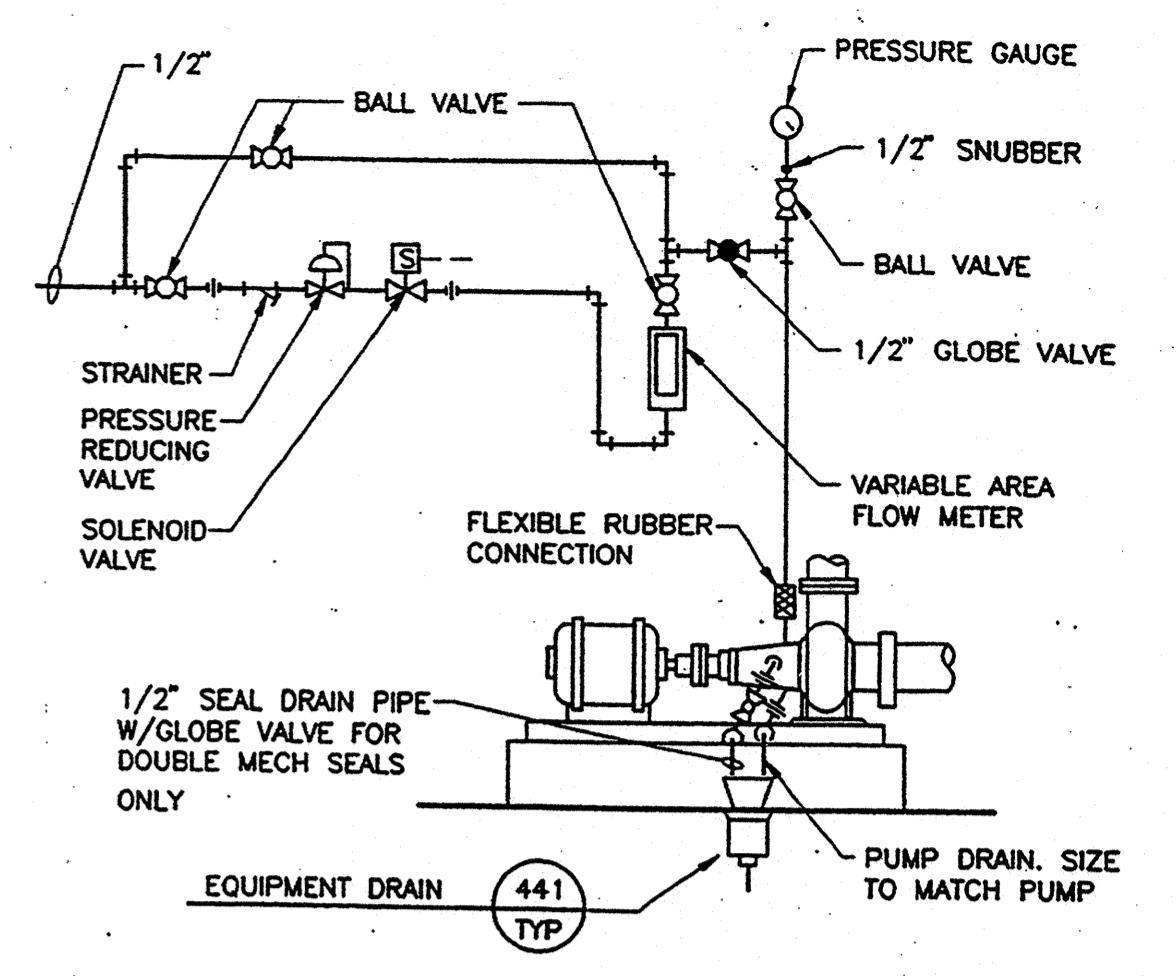 1/2"
BALL VALVE
PRESSURE GAUGE
1/2" SNUBBER
BALL VALVE
1/2" GLOBE VALVE
S
STRAINER
PRESSURE
REDUCING
VALVE
SOLENOID
VALVE
VARIABLE AREA
FLOW METER
FLEXIBLE RUBBER
CONNECTION
1/2" SEAL DRAIN PIPE
W/GLOBE VALVE FOR
DOUBLE MECH SEALS
ONLY
PUMP DRAIN. SIZE
TO MATCH PUMP
EQUIPMENT DRAIN
441
TYP